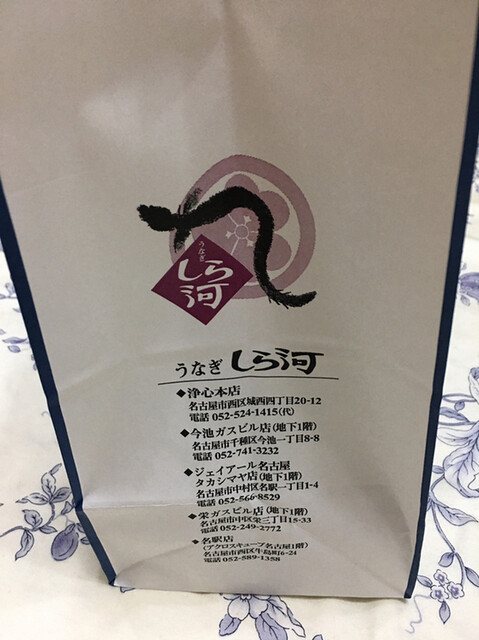 うなぎ
しら
河
うなぎ しら河
◆浄心本店
名古屋市西区城西四丁目20-12
電話 052-524-1415(代)
◆今池ガスビル店(地下1階)
名古屋市千種区今池一丁目8-8
電話 052-741-3232
◆ジェイアール名古屋
タカシマヤ店(地下1階)
名古屋市中村区名駅一丁目1-4
電話 052-566-8529
◆栄ガスビル店(地下1階)
名古屋市中区栄三丁目15-33
電話 052-249-2772
◆名駅店
(アクロスキューブ名古屋1階)
名古屋市西区牛島町6-24
電話 052-589-1358